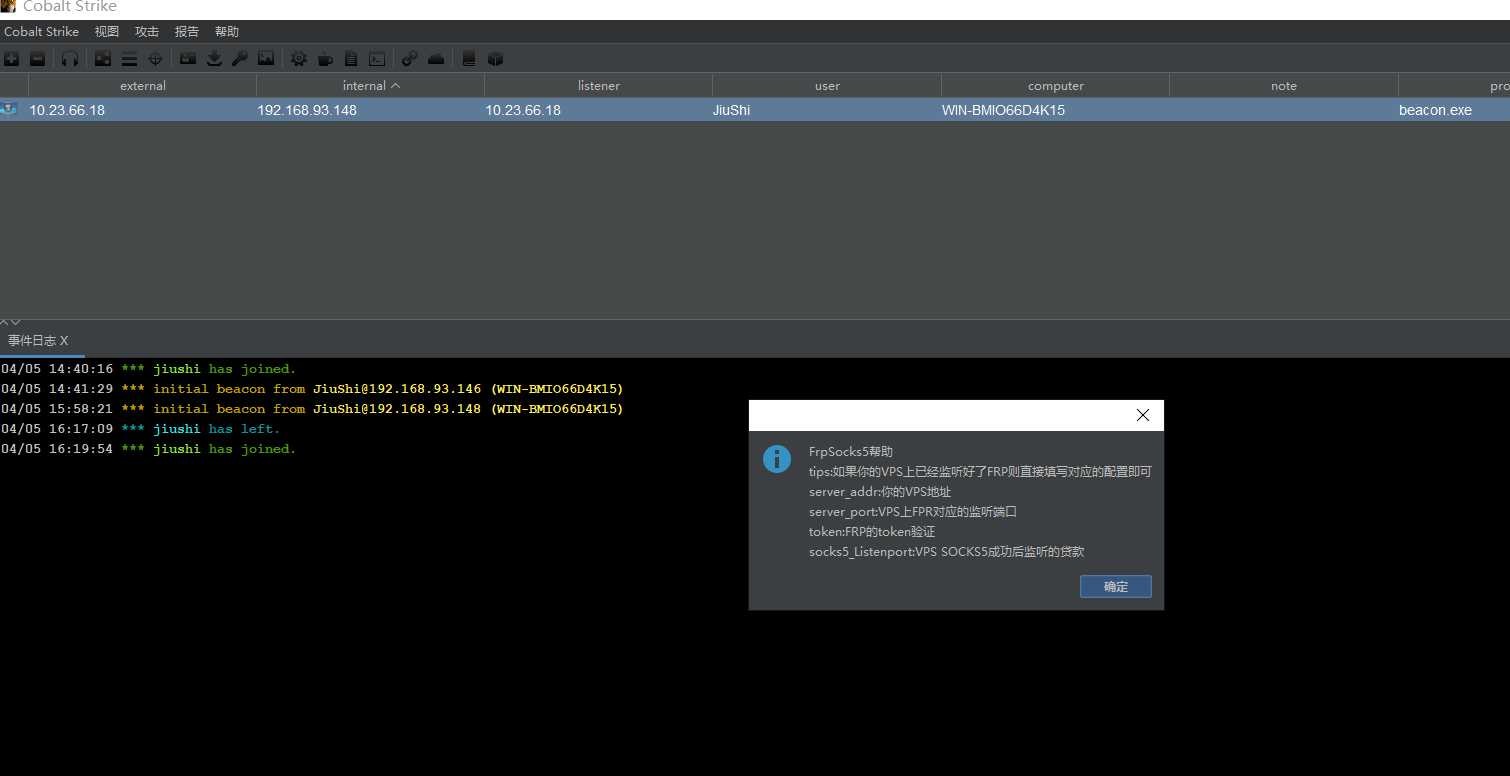 Cobalt Strike
Cobalt Strike 视图 攻击 报告 帮助
external internal listener user computer note pro
10.23.66.18 192.168.93.148 10.23.66.18 JiuShi WIN-BMIO66D4K15 beacon.exe
事件日志 X
04/05 14:40:16 *** jiushi has joined.
04/05 14:41:29 *** initial beacon from JiuShi@192.168.93.146 (WIN-BMIO66D4K15)
04/05 15:58:21 *** initial beacon from JiuShi@192.168.93.148 (WIN-BMIO66D4K15)
04/05 16:17:09 *** jiushi has left.
04/05 16:19:54 *** jiushi has joined.
FrpSocks5帮助
tips:如果你的VPS上已经监听好了FRP则直接填写对应的配置即可
server_addr:你的VPS地址
server_port:VPS上FPR对应的监听端口
token:FRP的token验证
socks5_Listenport:VPS SOCKS5成功后监听的贷款
确定